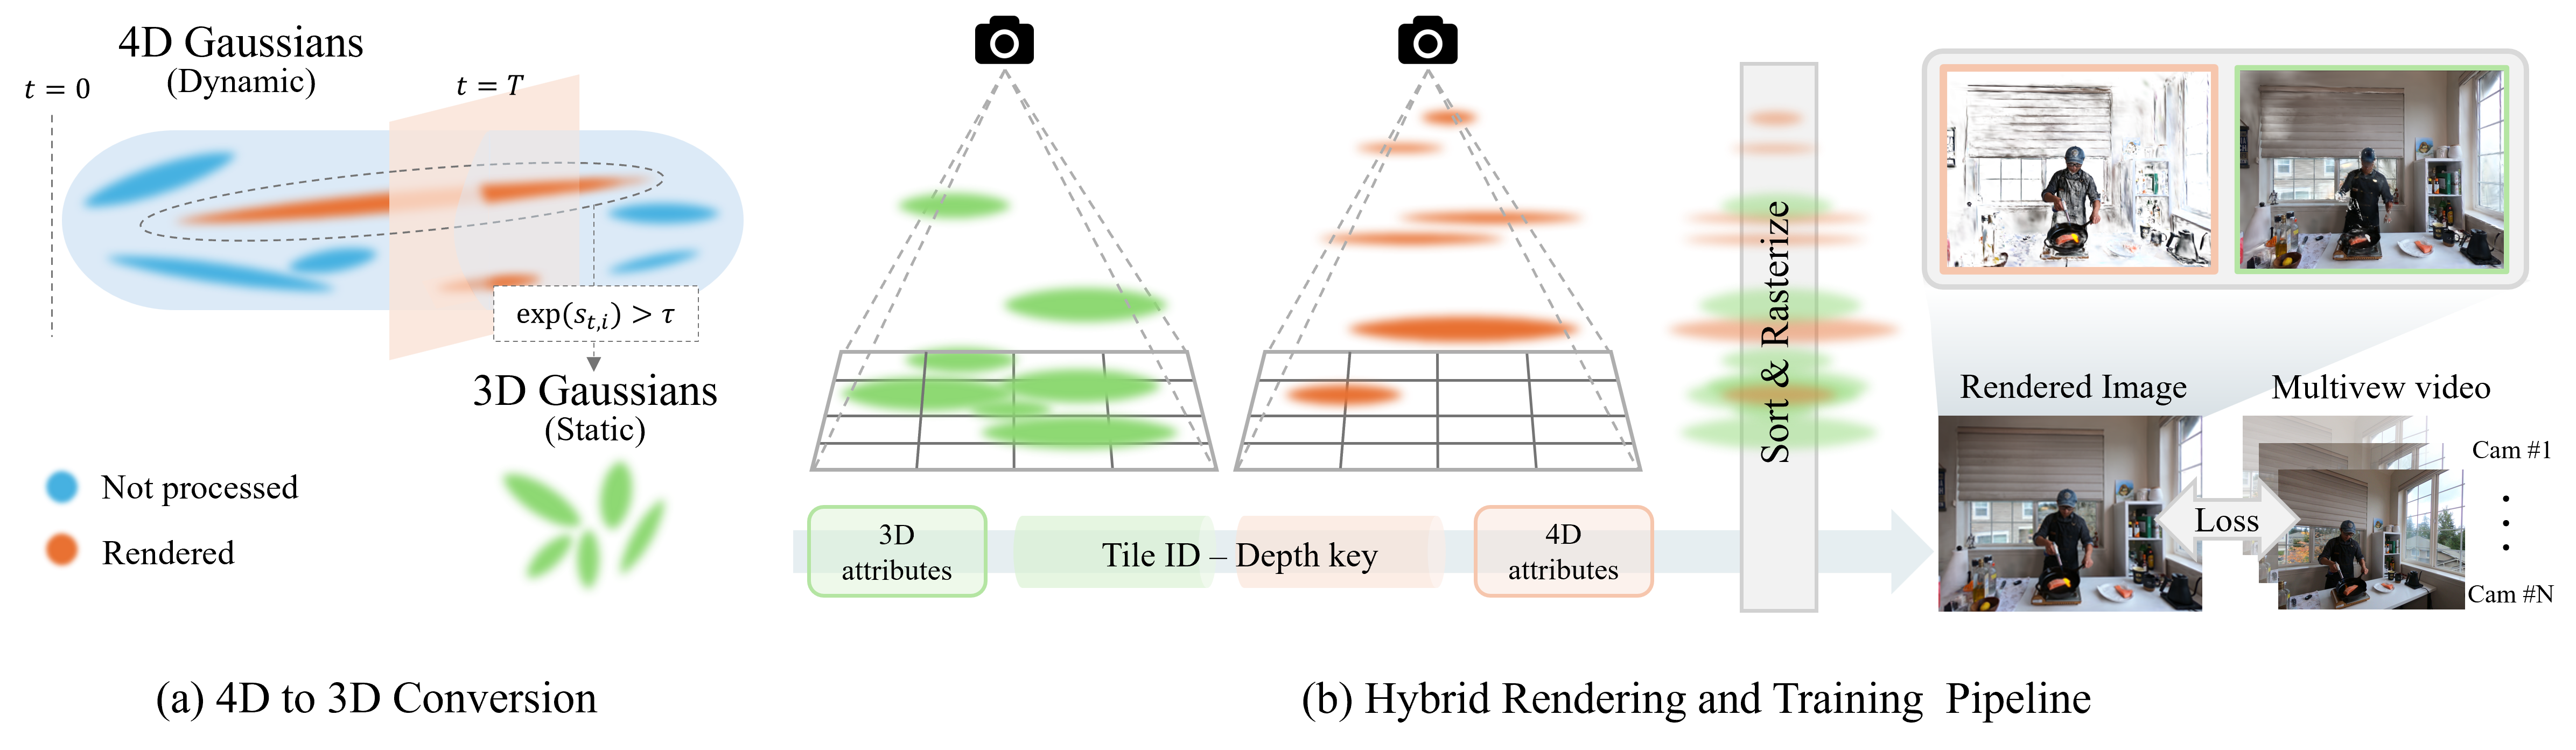 4D Gaussians
(Dynamic)
t = 0
t = T
exp(s_{t,i}) > τ
3D Gaussians
(Static)
Not processed
Rendered
(a) 4D to 3D Conversion
3D
attributes
Tile ID – Depth key
4D
attributes
Sort & Rasterize
Rendered Image
Multivew video
Cam #1
Loss
Cam #N
(b) Hybrid Rendering and Training Pipeline